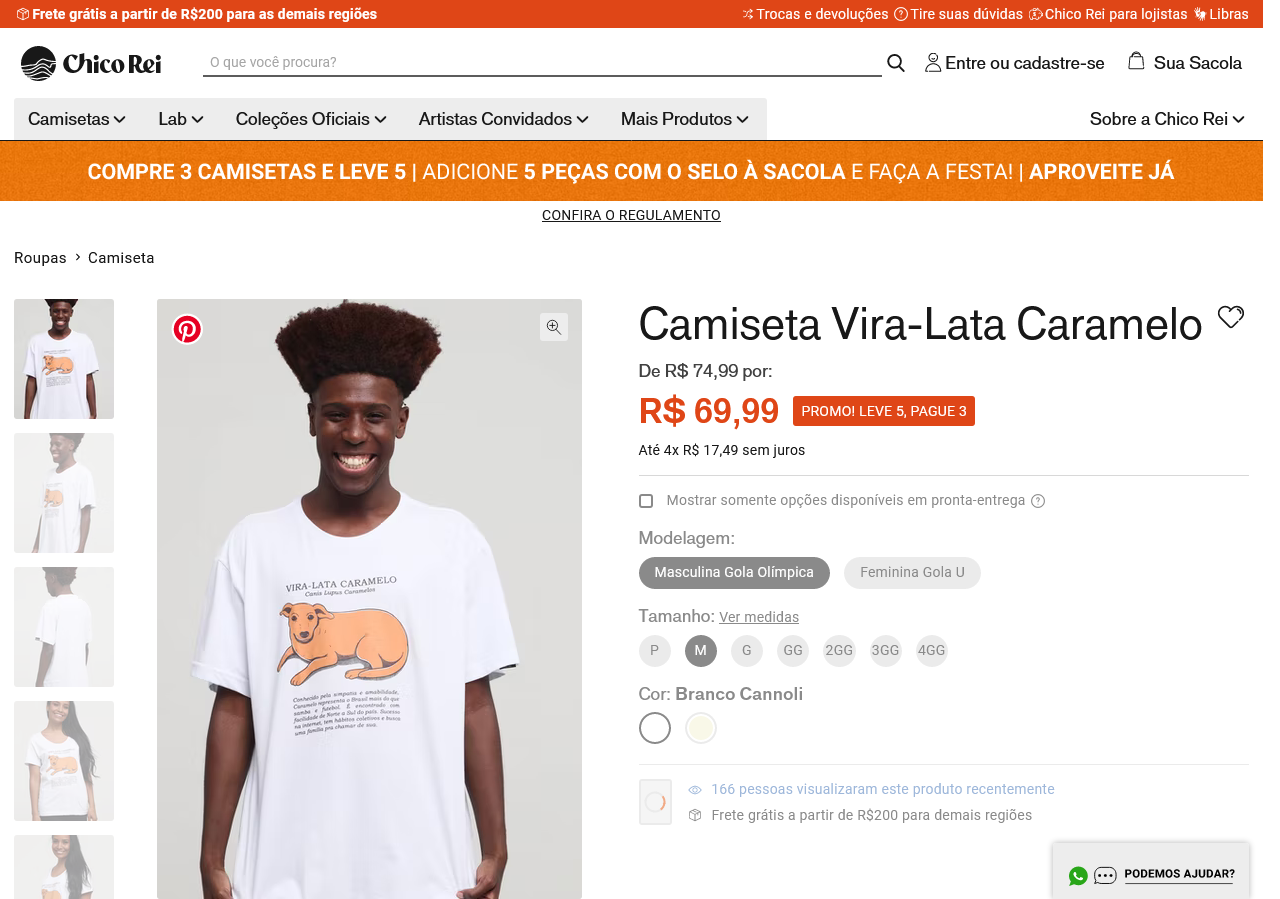 Frete grátis a partir de R$200 para as demais regiões
Trocas e devoluções Tire suas dúvidas Chico Rei para lojistas Libras
Chico Rei O que você procura? Entre ou cadastre-se Sua Sacola
Camisetas Lab Coleções Oficiais Artistas Convidados Mais Produtos Sobre a Chico Rei
COMPRE 3 CAMISETAS E LEVE 5 | ADICIONE 5 PEÇAS COM O SELO À SACOLA E FAÇA A FESTA! | APROVEITE JÁ
CONFIRA O REGULAMENTO
Roupas > Camiseta
VIRA-LATA CARAMELO
Canis Lupus Caramelos
Conhecido pela simpatia e amabilidade,
Caramelo representa o Brasil mais do que
samba e futebol. É encontrado com
facilidade de Norte a Sul do país. Sucesso
na internet, tem hábitos coletivos e busca
uma família pra chamar de sua.
Camiseta Vira-Lata Caramelo
De R$ 74,99 por:
R$ 69,99 PROMO! LEVE 5, PAGUE 3
Até 4x R$ 17,49 sem juros
Mostrar somente opções disponíveis em pronta-entrega
Modelagem:
Masculina Gola Olímpica Feminina Gola U
Tamanho: Ver medidas
P M G GG 2GG 3GG 4GG
Cor: Branco Cannoli
166 pessoas visualizaram este produto recentemente
Frete grátis a partir de R$200 para demais regiões
PODEMOS AJUDAR?